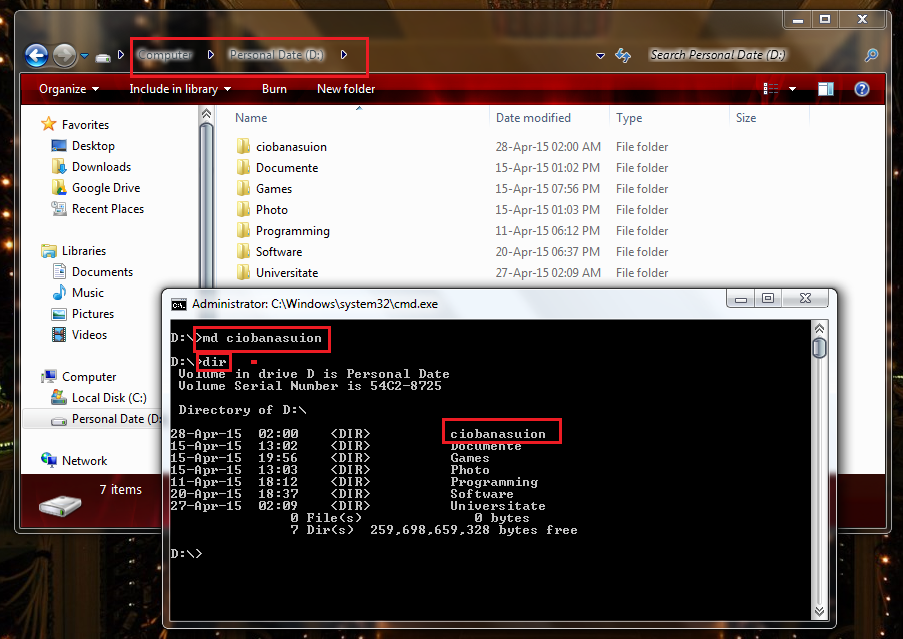 Computer Personal Date (D:) Search Personal Date (D:)
Organize Include in library Burn New folder
Name Date modified Type Size
Favorites
Desktop
Downloads
Google Drive
Recent Places
Libraries
Documents
Music
Pictures
Videos
Computer
Local Disk (C:)
Personal Date (D:
Network
ciobanasuion 28-Apr-15 02:00 AM File folder
Documente 15-Apr-15 01:02 PM File folder
Games 15-Apr-15 07:56 PM File folder
Photo 15-Apr-15 01:03 PM File folder
Programming 11-Apr-15 06:12 PM File folder
Software 20-Apr-15 06:37 PM File folder
Universitate 27-Apr-15 02:09 AM File folder
7 items
C:\ Administrator: C:\Windows\system32\cmd.exe
D:\>md ciobanasuion
D:\>dir
Volume in drive D is Personal Date
Volume Serial Number is 54C2-8725
Directory of D:\
28-Apr-15 02:00 <DIR> ciobanasuion
15-Apr-15 13:02 <DIR> Documente
15-Apr-15 19:56 <DIR> Games
15-Apr-15 13:03 <DIR> Photo
11-Apr-15 18:12 <DIR> Programming
20-Apr-15 18:37 <DIR> Software
27-Apr-15 02:09 <DIR> Universitate
0 File(s) 0 bytes
7 Dir(s) 259,698,659,328 bytes free
D:\>